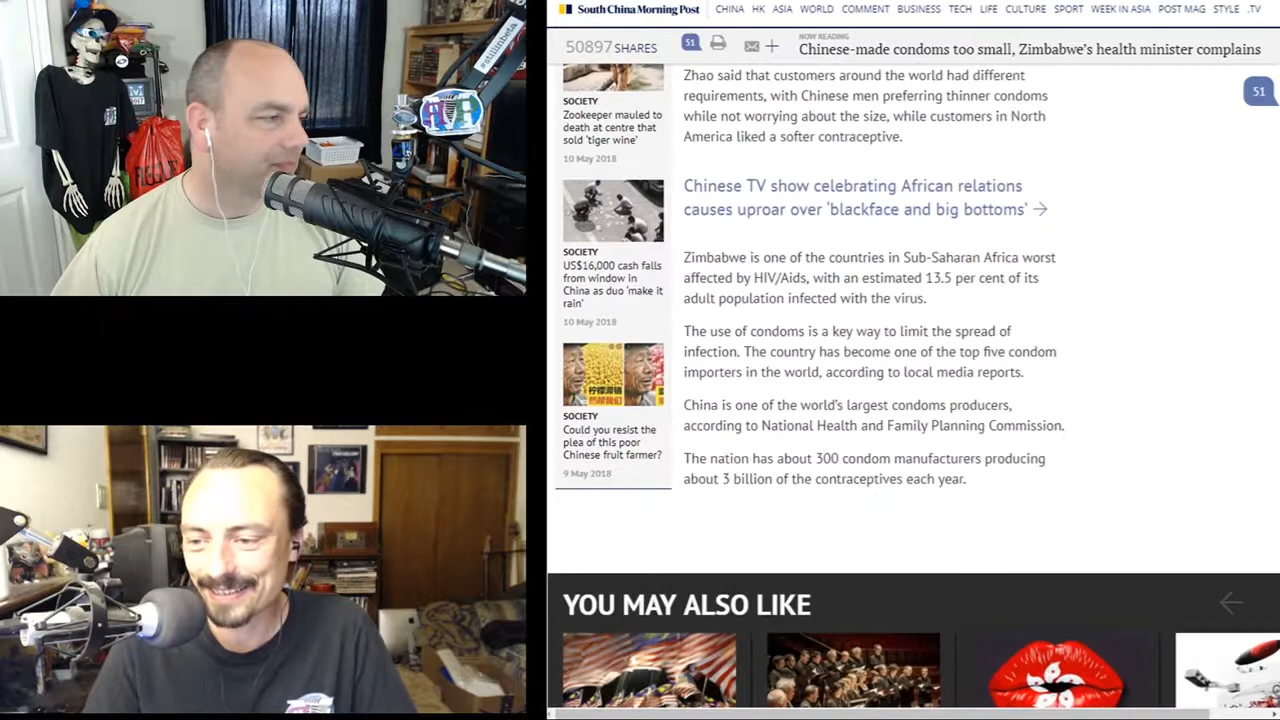 South China Morning Post
CHINA HK ASIA WORLD COMMENT BUSINESS TECH LIFE CULTURE SPORT WEEK IN ASIA POST MAG STYLE .TV
50897 SHARES
51
NOW READING
Chinese-made condoms too small, Zimbabwe's health minister complains
51
SOCIETY
Zookeeper mauled to
death at centre that
sold 'tiger wine'
10 May 2018
SOCIETY
US$16,000 cash falls
from window in
China as duo 'make it
rain'
10 May 2018
SOCIETY
Could you resist the
plea of this poor
Chinese fruit farmer?
9 May 2018
Zhao said that customers around the world had different
requirements, with Chinese men preferring thinner condoms
while not worrying about the size, while customers in North
America liked a softer contraceptive.
Chinese TV show celebrating African relations
causes uproar over 'blackface and big bottoms' →
Zimbabwe is one of the countries in Sub-Saharan Africa worst
affected by HIV/Aids, with an estimated 13.5 per cent of its
adult population infected with the virus.
The use of condoms is a key way to limit the spread of
infection. The country has become one of the top five condom
importers in the world, according to local media reports.
China is one of the world's largest condoms producers,
according to National Health and Family Planning Commission.
The nation has about 300 condom manufacturers producing
about 3 billion of the contraceptives each year.
YOU MAY ALSO LIKE
#stillinbeta